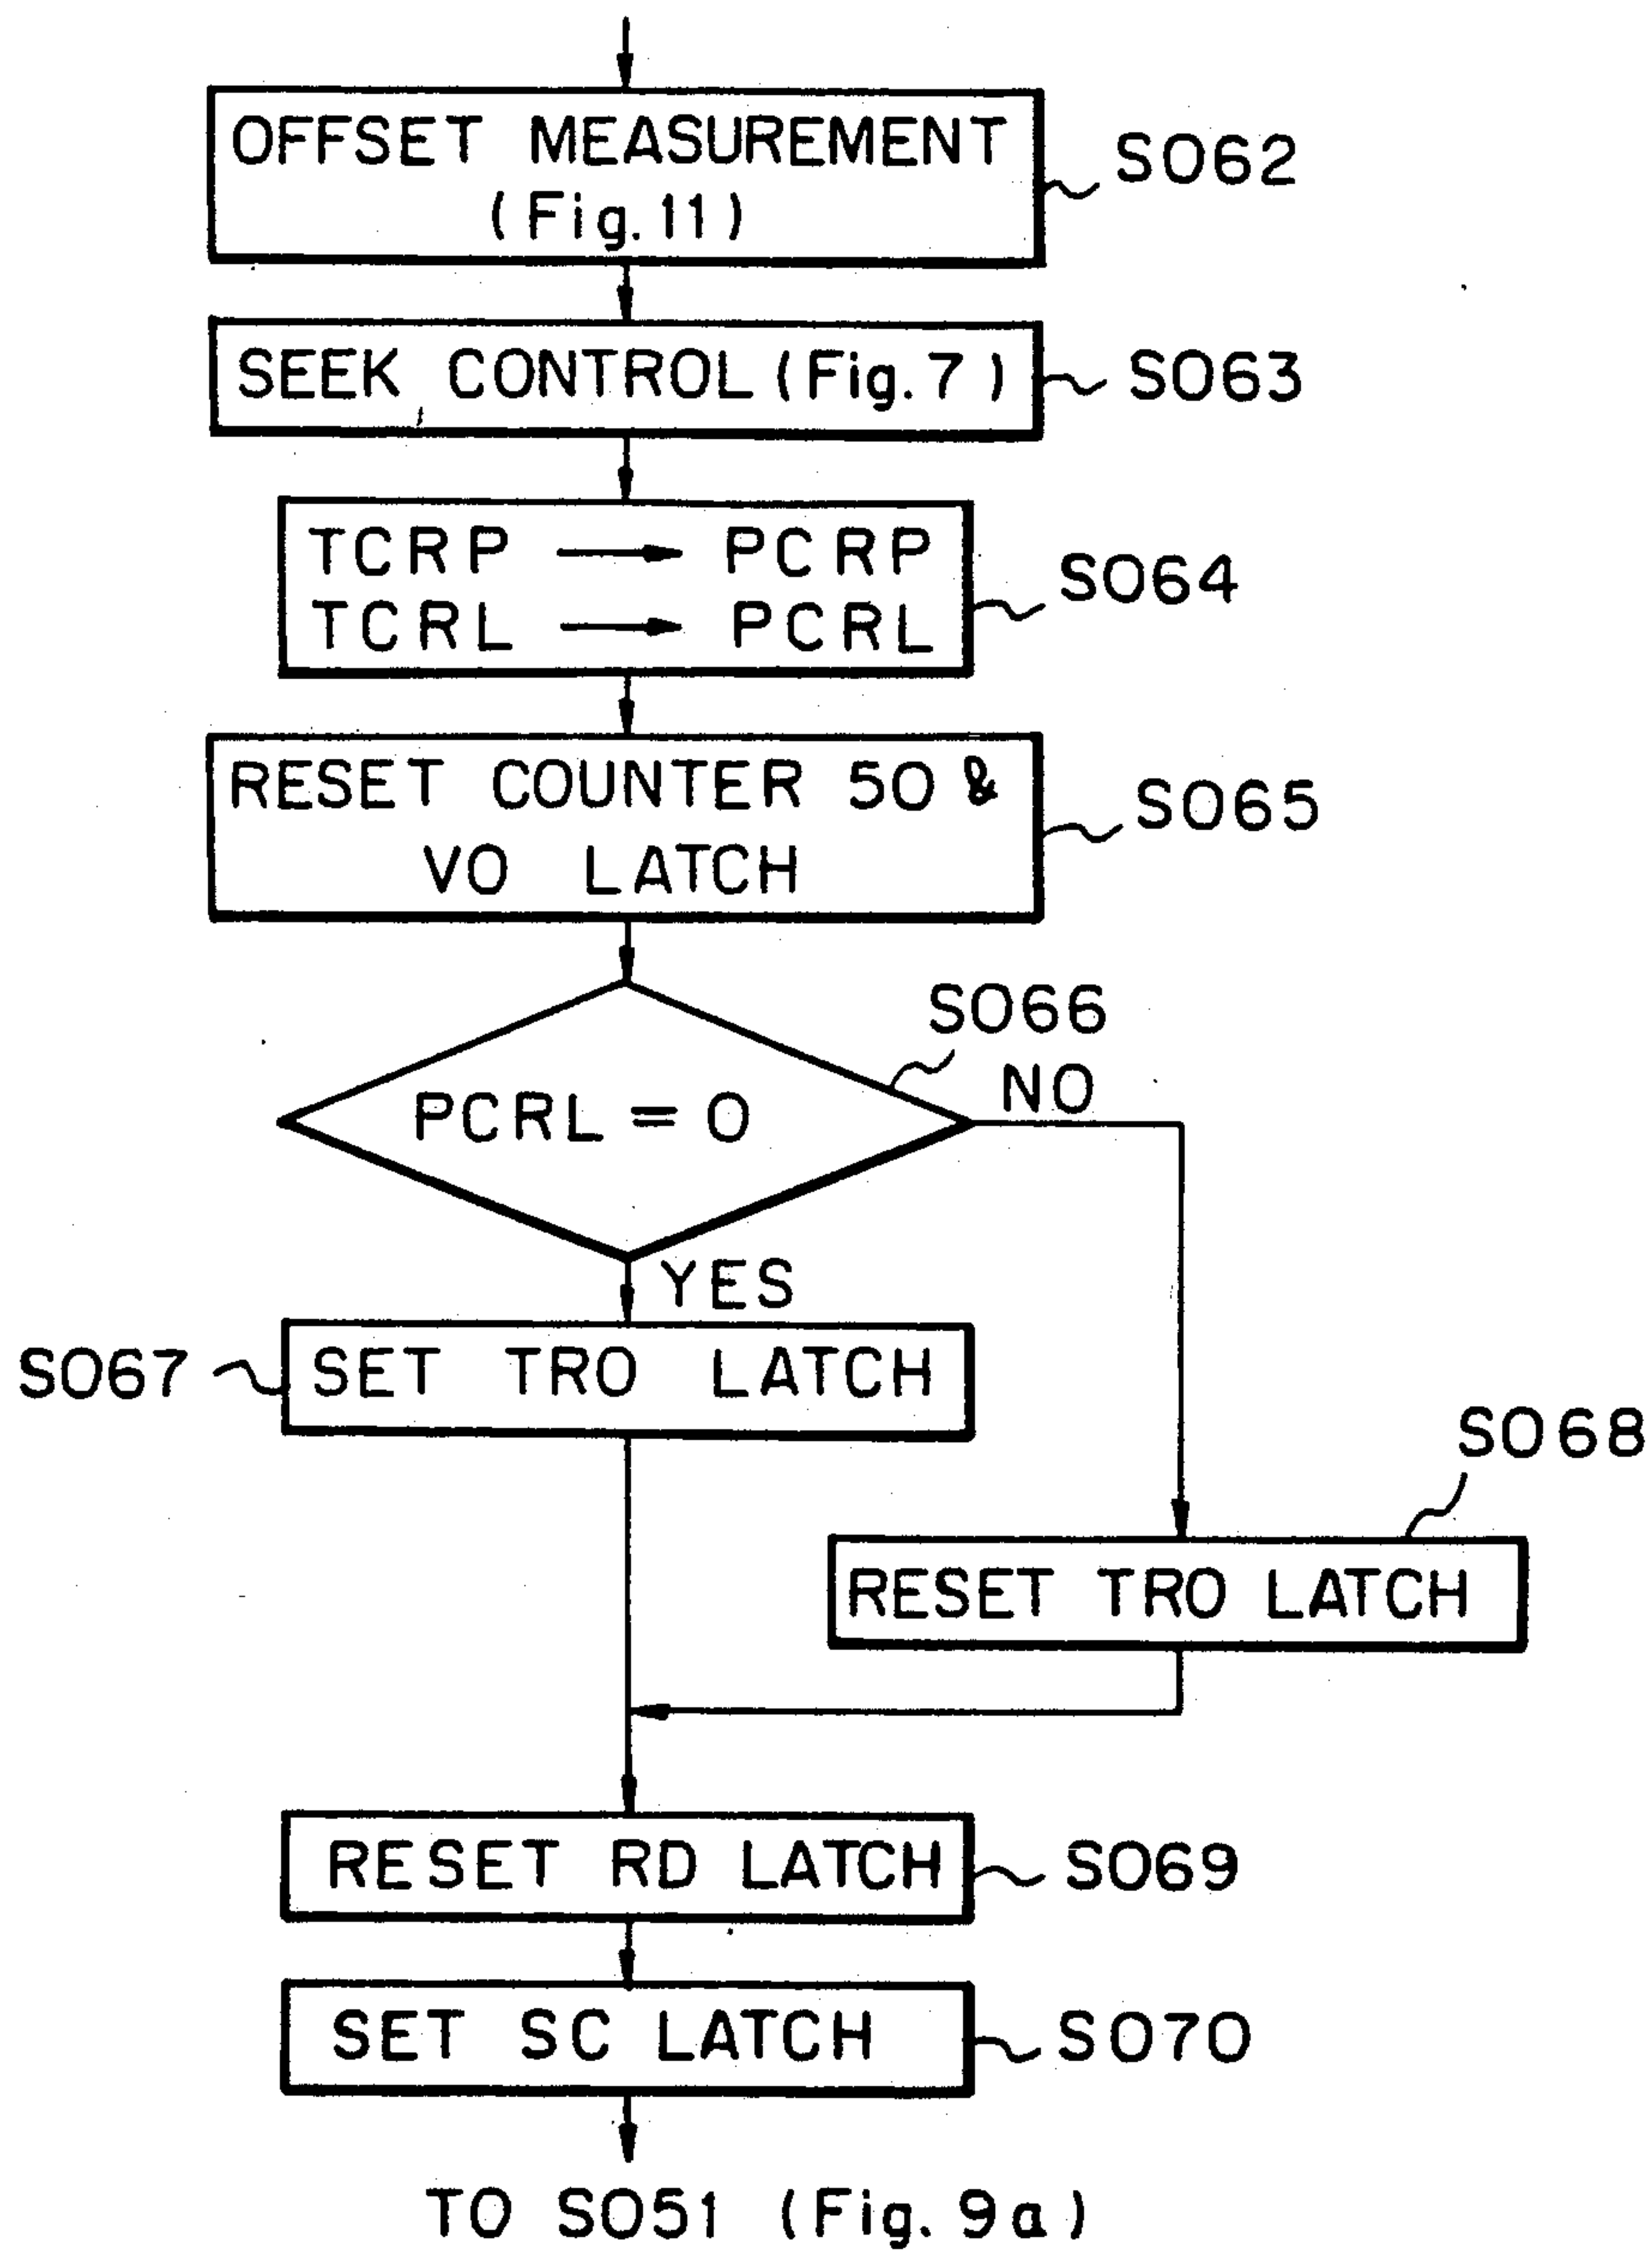 OFFSET MEASUREMENT
(Fig. 11)
S062
SEEK CONTROL (Fig. 7)
S063
TCRP → PCRP
TCRL → PCRL
S064
RESET COUNTER 50 &
VO LATCH
S065
S066
NO
PCRL = 0
YES
S067
SET TRO LATCH
S068
RESET TRO LATCH
RESET RD LATCH
S069
SET SC LATCH
S070
TO S051 (Fig. 9a)